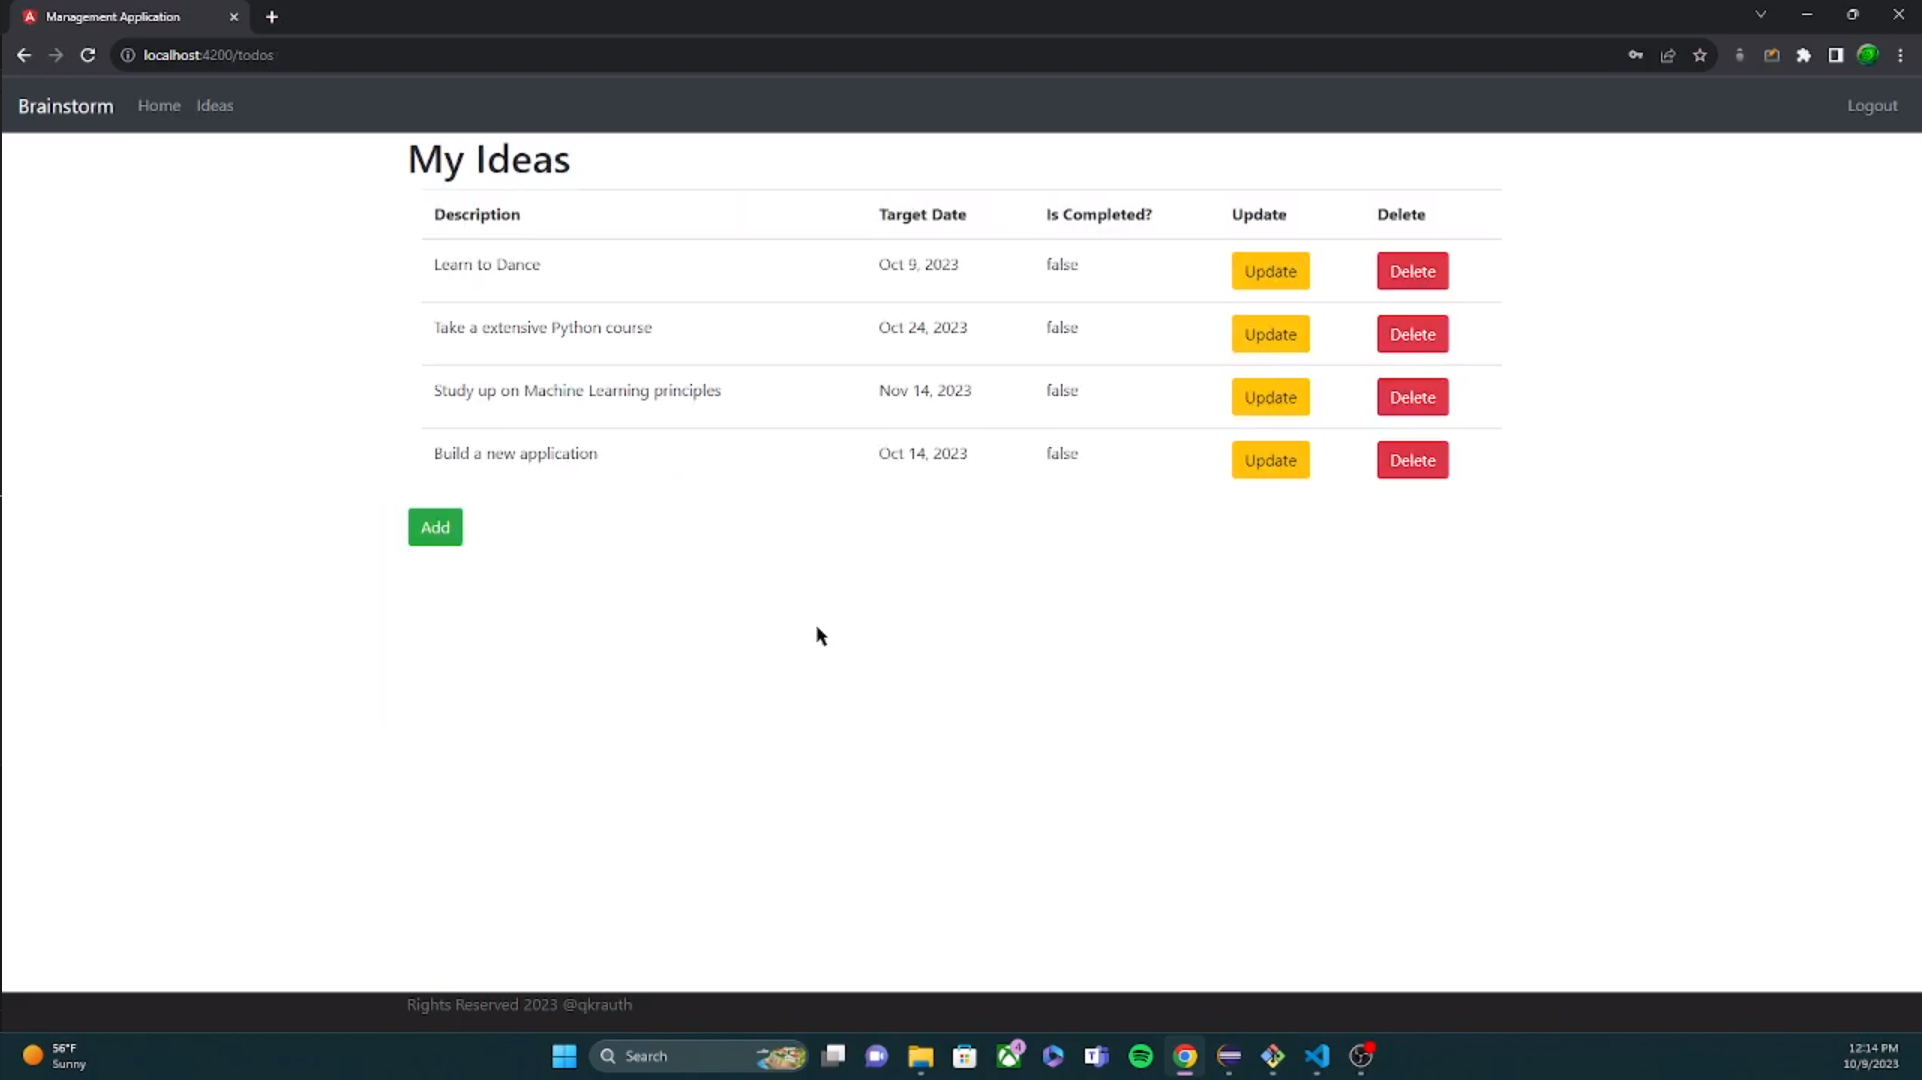 Management Application
localhost:4200/todos
Brainstorm Home Ideas Logout
My Ideas
Description Target Date Is Completed? Update Delete
Learn to Dance Oct 9, 2023 false Update Delete
Take a extensive Python course Oct 24, 2023 false Update Delete
Study up on Machine Learning principles Nov 14, 2023 false Update Delete
Build a new application Oct 14, 2023 false Update Delete
Add
Rights Reserved 2023 @qkrauth
56°F
Sunny
Search
4
12:14 PM
10/9/2023